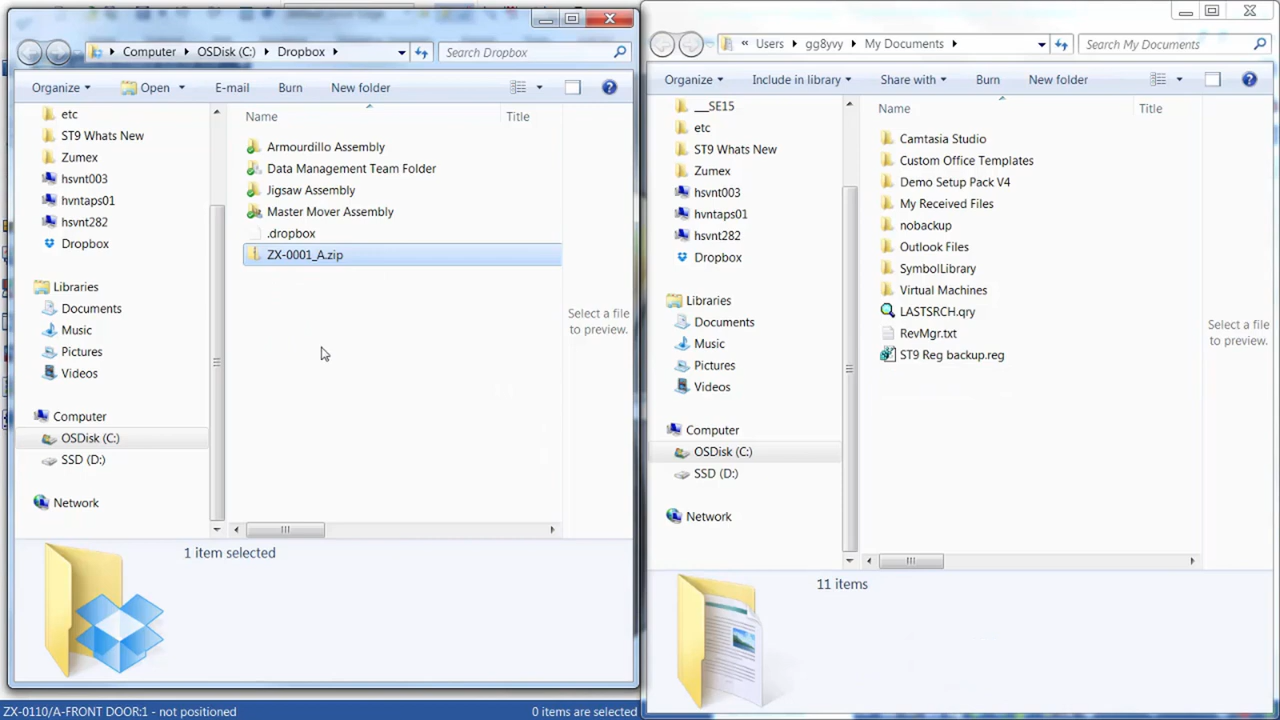 Computer OSDisk (C:) Dropbox
Search Dropbox
Organize Open E-mail Burn New folder
etc
ST9 Whats New
Zumex
hsvnt003
hvntaps01
hsvnt282
Dropbox
Libraries
Documents
Music
Pictures
Videos
Computer
OSDisk (C:)
SSD (D:)
Network
Name Title
Armourdillo Assembly
Data Management Team Folder
Jigsaw Assembly
Master Mover Assembly
.dropbox
ZX-0001_A.zip
Select a file
to preview.
1 item selected
ZX-0110/A-FRONT DOOR:1 - not positioned
0 items are selected
« Users gg8yvy My Documents
Search My Documents
Organize Include in library Share with Burn New folder
__SE15
etc
ST9 Whats New
Zumex
hsvnt003
hvntaps01
hsvnt282
Dropbox
Libraries
Documents
Music
Pictures
Videos
Computer
OSDisk (C:)
SSD (D:)
Network
Name Title
Camtasia Studio
Custom Office Templates
Demo Setup Pack V4
My Received Files
nobackup
Outlook Files
SymbolLibrary
Virtual Machines
LASTSRCH.qry
RevMgr.txt
ST9 Reg backup.reg
Select a file
to preview.
11 items